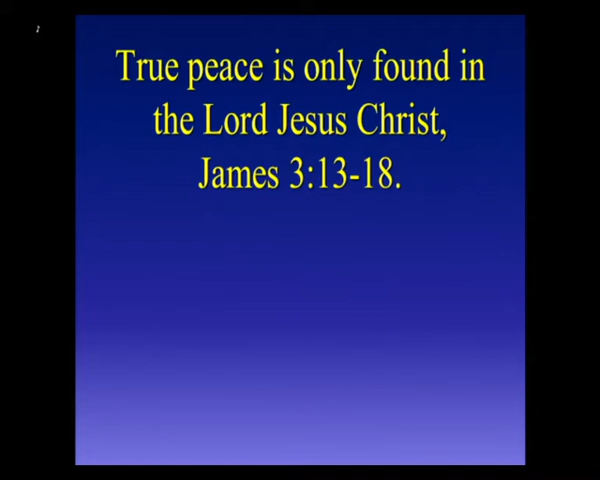 True peace is only found in
the Lord Jesus Christ,
James 3:13-18.